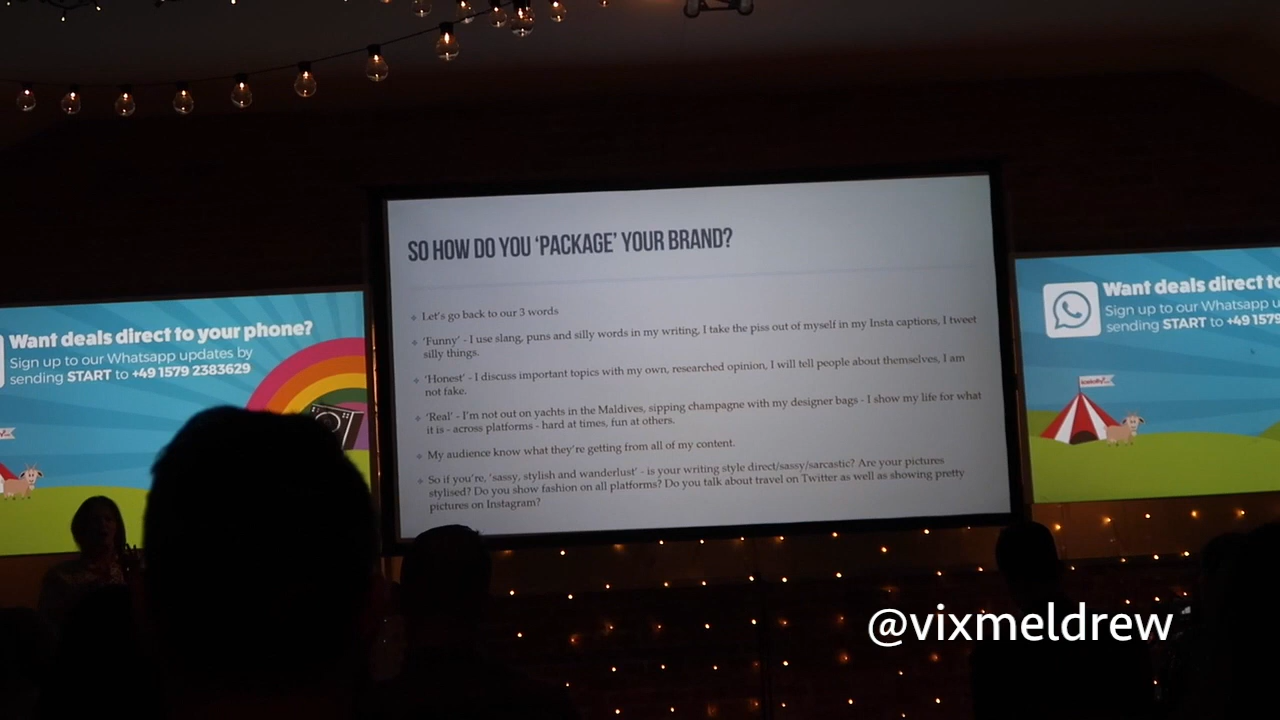 SO HOW DO YOU ‘PACKAGE’ YOUR BRAND?
Let's go back to our 3 words
‘Funny’ - I use slang, puns and silly words in my writing, I take the piss out of myself in my Insta captions, I tweet
silly things.
‘Honest’ - I discuss important topics with my own, researched opinion, I will tell people about themselves, I am
not fake.
‘Real’ - I'm not out on yachts in the Maldives, sipping champagne with my designer bags - I show my life for what
it is - across platforms - hard at times, fun at others.
My audience know what they're getting from all of my content.
So if you're, ‘sassy, stylish and wanderlust’ - is your writing style direct/sassy/sarcastic? Are your pictures
stylised? Do you show fashion on all platforms? Do you talk about travel on Twitter as well as showing pretty
pictures on Instagram?
Want deals direct to your phone?
Sign up to our Whatsapp updates by
sending START to +49 1579 2383629
Want deals direct to
Sign up to our Whatsapp u
sending START to +49 1579
@vixmeldrew